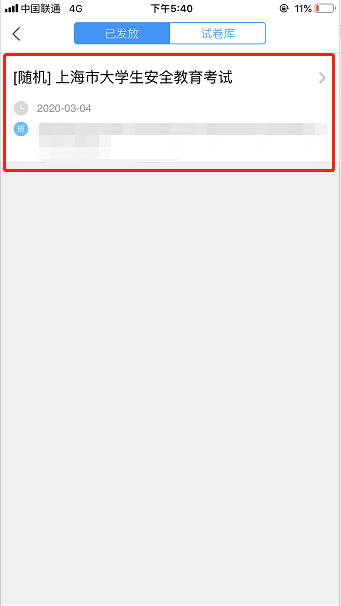 中国联通 4G 下午5:40 11%
已发放 试卷库
[随机] 上海市大学生安全教育考试
2020-03-04
班